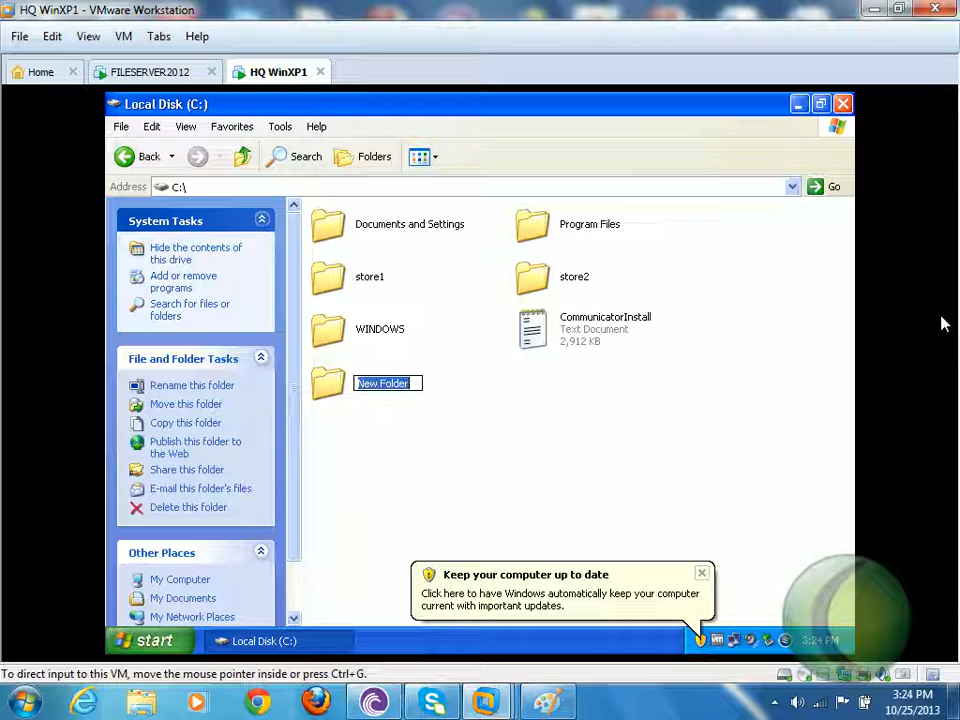 HQ WinXP1 - VMware Workstation
File Edit View VM Tabs Help
Home FILESERVER2012 HQ WinXP1
Local Disk (C:)
File Edit View Favorites Tools Help
Back Search Folders
Address C:\ Go
System Tasks
Hide the contents of
this drive
Add or remove
programs
Search for files or
folders
File and Folder Tasks
Rename this folder
Move this folder
Copy this folder
Publish this folder to
the Web
Share this folder
E-mail this folder's files
Delete this folder
Other Places
My Computer
My Documents
My Network Places
Documents and Settings
Program Files
store1
store2
WINDOWS
CommunicatorInstall
Text Document
2,912 KB
New Folder
Keep your computer up to date
Click here to have Windows automatically keep your computer
current with important updates.
start Local Disk (C:) 3:24 PM
To direct input to this VM, move the mouse pointer inside or press Ctrl+G.
3:24 PM
10/25/2013